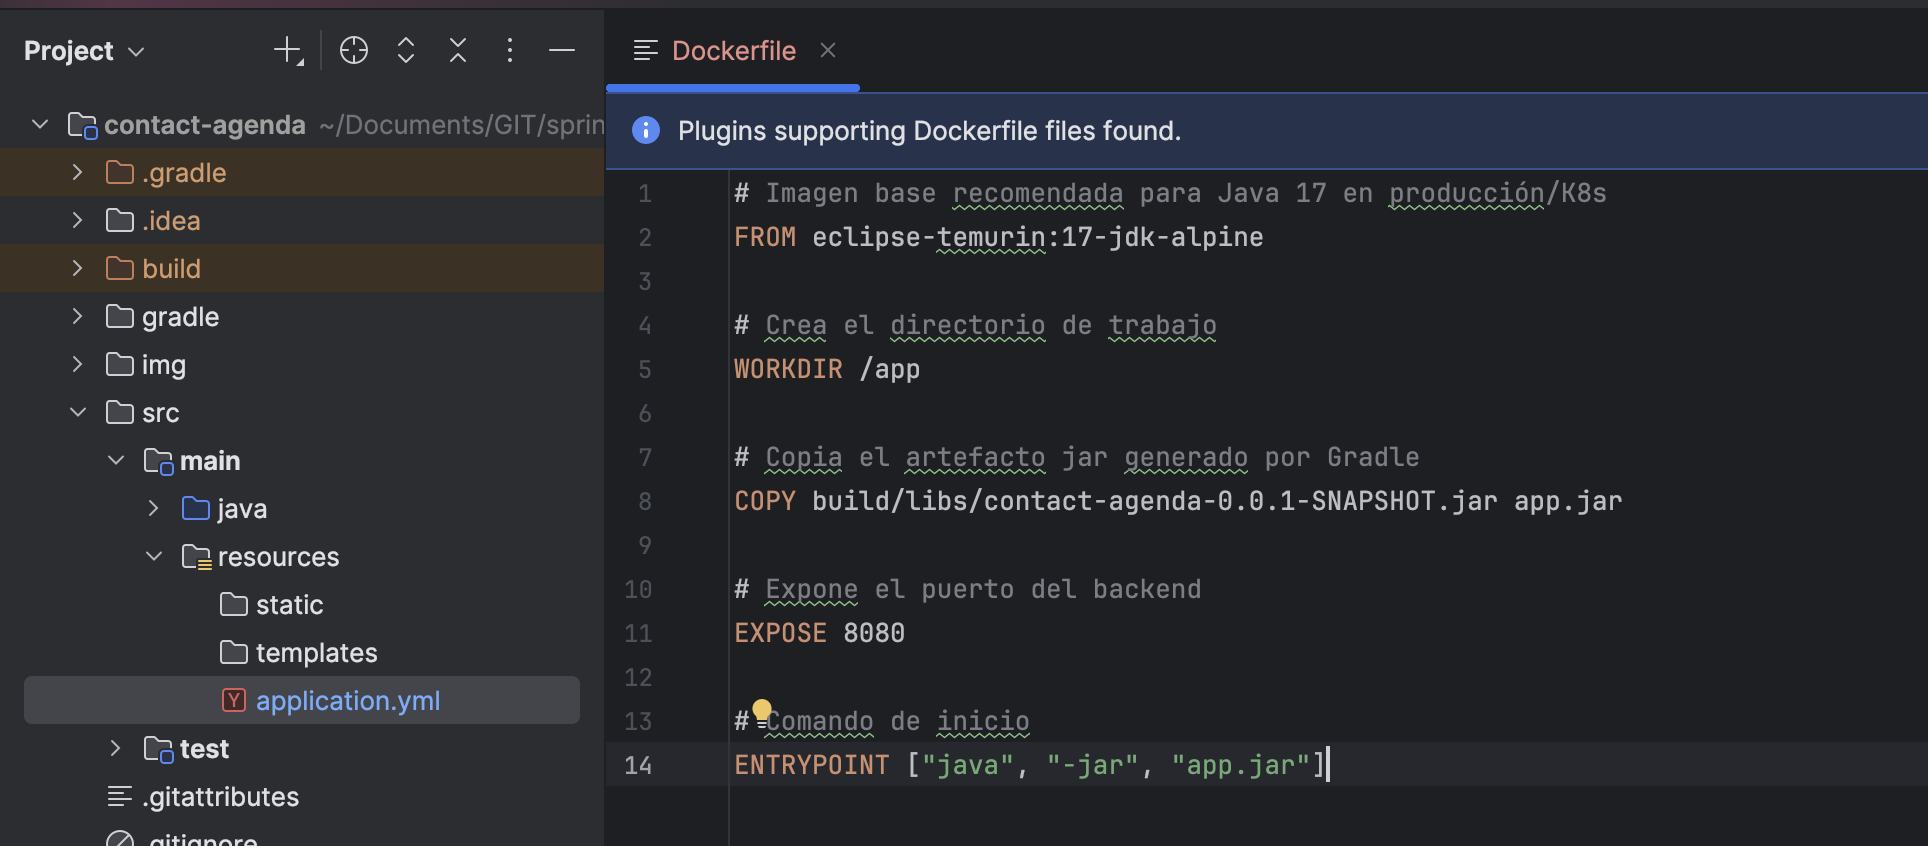 Project
Dockerfile
contact-agenda ~/Documents/GIT/sprin
Plugins supporting Dockerfile files found.
.gradle
.idea
build
gradle
img
src
main
java
resources
static
templates
Y application.yml
test
.gitattributes
.gitignore
1 # Imagen base recomendada para Java 17 en producción/K8s
2 FROM eclipse-temurin:17-jdk-alpine
3
4 # Crea el directorio de trabajo
5 WORKDIR /app
6
7 # Copia el artefacto jar generado por Gradle
8 COPY build/libs/contact-agenda-0.0.1-SNAPSHOT.jar app.jar
9
10 # Expone el puerto del backend
11 EXPOSE 8080
12
13 # Comando de inicio
14 ENTRYPOINT ["java", "-jar", "app.jar"]